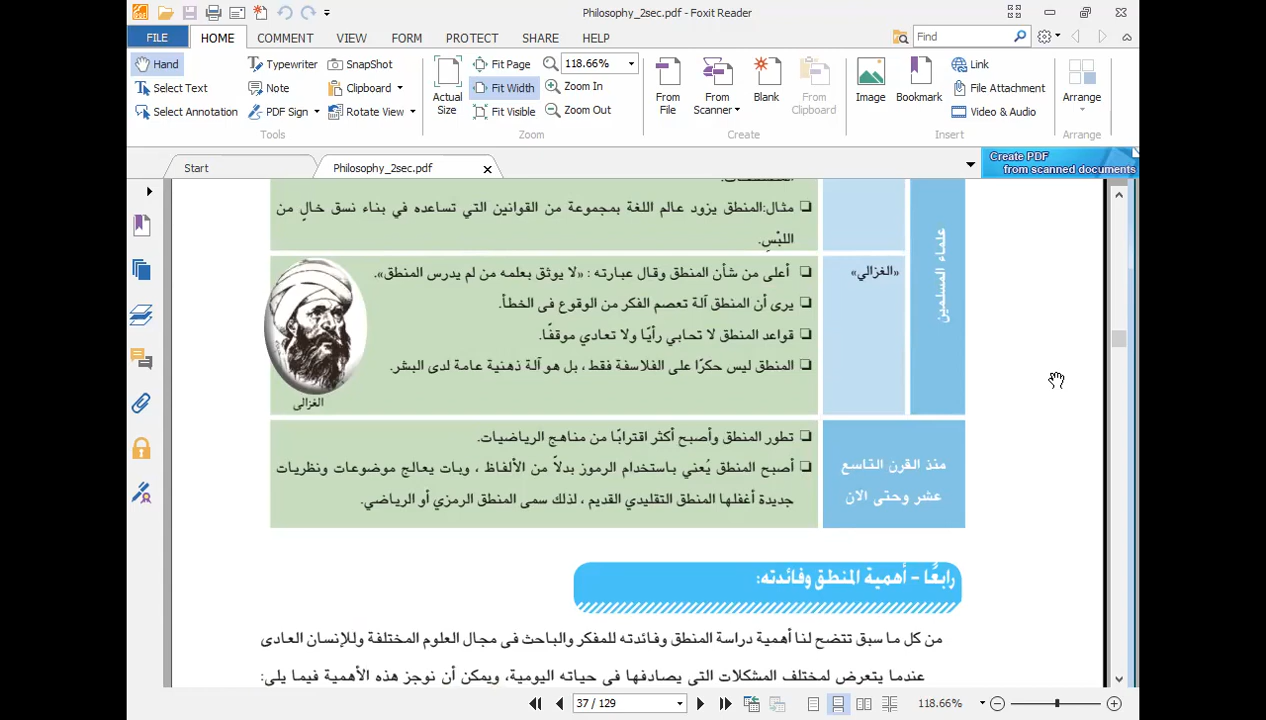 Philosophy_2sec.pdf - Foxit Reader
FILE HOME COMMENT VIEW FORM PROTECT SHARE HELP Find
Hand
Select Text
Select Annotation
Typewriter
Note
PDF Sign
SnapShot
Clipboard
Rotate View
Tools
Actual Size
Fit Page
Fit Width
Fit Visible
118.66%
Zoom In
Zoom Out
Zoom
From File
From Scanner
Blank
From Clipboard
Create
Image
Bookmark
Link
File Attachment
Video & Audio
Insert
Arrange
Arrange
Start
Philosophy_2sec.pdf
Create PDF
from scanned documents
علماء المسلمين
مثال:المنطق يزود عالم اللغة بمجموعة من القوانين التي تساعده في بناء نسق خالٍ من
اللبْسِ.
«الغزالي»
أعلى من شأن المنطق وقال عبارته : «لا يوثق بعلمه من لم يدرس المنطق».
يرى أن المنطق آلة تعصم الفكر من الوقوع فى الخطأ.
قواعد المنطق لا تحابي رأيًا ولا تعادي موقفًا.
المنطق ليس حكرًا على الفلاسفة فقط ، بل هو آلة ذهنية عامة لدى البشر.
الغزالى
منذ القرن التاسع
عشر وحتى الان
تطور المنطق وأصبح أكثر اقترابًا من مناهج الرياضيات.
أصبح المنطق يُعني باستخدام الرموز بدلاً من الألفاظ ، وبات يعالج موضوعات ونظريات
جديدة أغفلها المنطق التقليدي القديم ، لذلك سمى المنطق الرمزي أو الرياضي.
رابعًا – أهمية المنطق وفائدته:
من كل ما سبق تتضح لنا أهمية دراسة المنطق وفائدته للمفكر والباحث فى مجال العلوم المختلفة وللإنسان العادى
عندما يتعرض لمختلف المشكلات التى يصادفها فى حياته اليومية، ويمكن أن نوجز هذه الأهمية فيما يلى:
37 / 129
118.66%